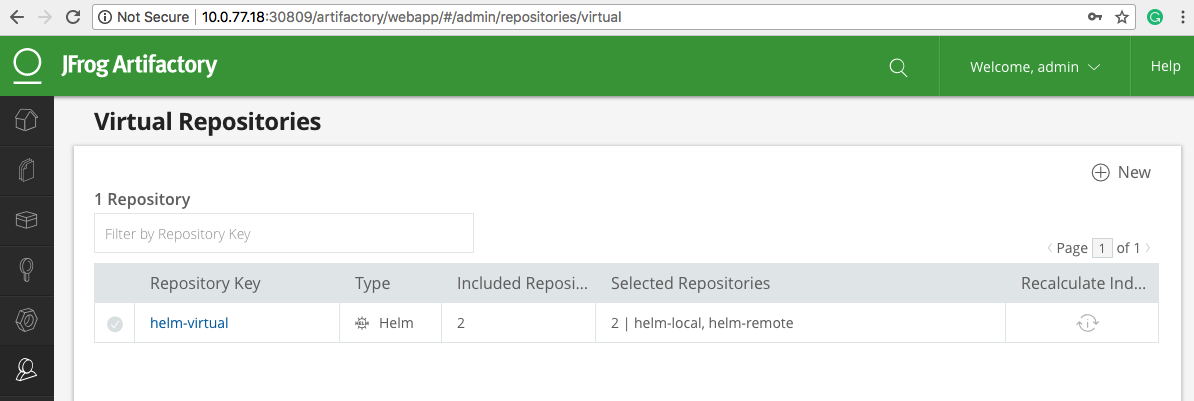 Not Secure 10.0.77.18:30809/artifactory/webapp/#/admin/repositories/virtual
JFrog Artifactory
Welcome, admin
Help
Virtual Repositories
New
1 Repository
Filter by Repository Key
Page 1 of 1
Repository Key Type Included Reposi... Selected Repositories Recalculate Ind...
helm-virtual Helm 2 2 | helm-local, helm-remote